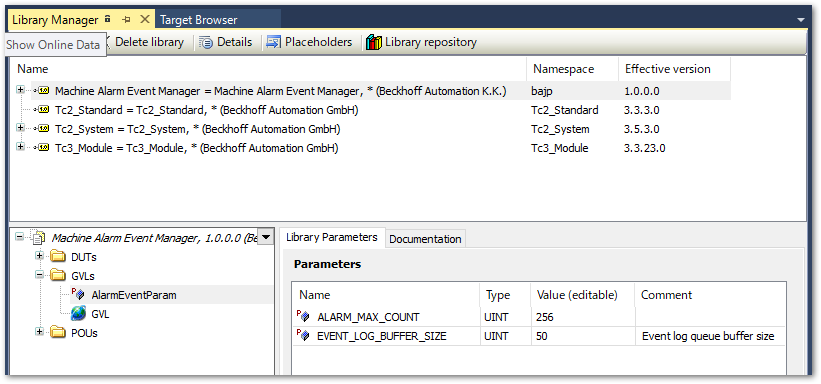 Library Manager
Target Browser
Show Online Data
Delete library
Details
Placeholders
Library repository
Name
Namespace
Effective version
Machine Alarm Event Manager = Machine Alarm Event Manager, * (Beckhoff Automation K.K.)
bajp
1.0.0.0
Tc2_Standard = Tc2_Standard, * (Beckhoff Automation GmbH)
Tc2_Standard
3.3.3.0
Tc2_System = Tc2_System, * (Beckhoff Automation GmbH)
Tc2_System
3.5.3.0
Tc3_Module = Tc3_Module, * (Beckhoff Automation GmbH)
Tc3_Module
3.3.23.0
Machine Alarm Event Manager, 1.0.0.0 (Be
DUTs
GVLs
AlarmEventParam
GVL
POUs
Library Parameters
Documentation
Parameters
Name
Type
Value (editable)
Comment
ALARM_MAX_COUNT
UINT
256
EVENT_LOG_BUFFER_SIZE
UINT
50
Event log queue buffer size